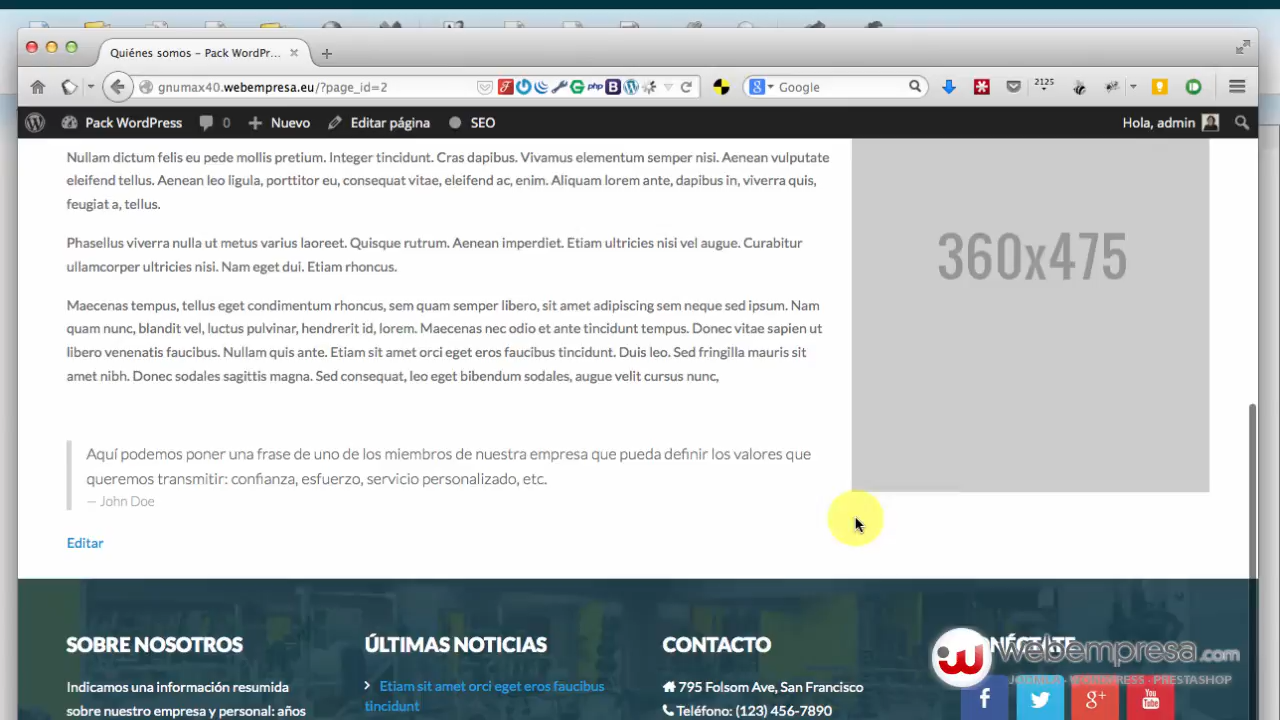 Quiénes somos – Pack WordPr...
gnumax40.webempresa.eu/?page_id=2
php
B
Google
2125
Pack WordPress
0
Nuevo
Editar página
SEO
Hola, admin
Nullam dictum felis eu pede mollis pretium. Integer tincidunt. Cras dapibus. Vivamus elementum semper nisi. Aenean vulputate
eleifend tellus. Aenean leo ligula, porttitor eu, consequat vitae, eleifend ac, enim. Aliquam lorem ante, dapibus in, viverra quis,
feugiat a, tellus.
Phasellus viverra nulla ut metus varius laoreet. Quisque rutrum. Aenean imperdiet. Etiam ultricies nisi vel augue. Curabitur
ullamcorper ultricies nisi. Nam eget dui. Etiam rhoncus.
Maecenas tempus, tellus eget condimentum rhoncus, sem quam semper libero, sit amet adipiscing sem neque sed ipsum. Nam
quam nunc, blandit vel, luctus pulvinar, hendrerit id, lorem. Maecenas nec odio et ante tincidunt tempus. Donec vitae sapien ut
libero venenatis faucibus. Nullam quis ante. Etiam sit amet orci eget eros faucibus tincidunt. Duis leo. Sed fringilla mauris sit
amet nibh. Donec sodales sagittis magna. Sed consequat, leo eget bibendum sodales, augue velit cursus nunc,
360x475
Aquí podemos poner una frase de uno de los miembros de nuestra empresa que pueda definir los valores que
queremos transmitir: confianza, esfuerzo, servicio personalizado, etc.
— John Doe
Editar
SOBRE NOSOTROS
Indicamos una información resumida
sobre nuestro empresa y personal: años
ÚLTIMAS NOTICIAS
Etiam sit amet orci eget eros faucibus
tincidunt
CONTACTO
795 Folsom Ave, San Francisco
Teléfono: (123) 456-7890
webempresa.com
JOOMLA - WORDPRESS - PRESTASHOP
You
Tube